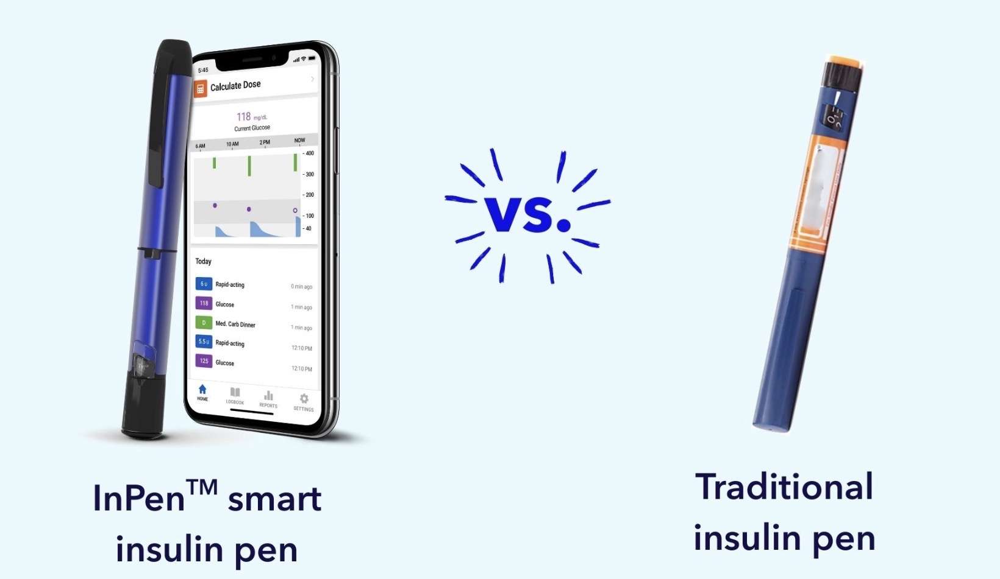 5:45
Calculate Dose
118 mg/dL
Current Glucose
6 AM 10 AM 2 PM NOW
400
300
200
100
40
Today
6 U Rapid-acting 0 min ago
118 Glucose 1 min ago
D Med. Carb Dinner 1 min ago
5.5 U Rapid-acting 12:10 PM
125 Glucose 12:10 PM
HOME LOGBOOK REPORTS SETTINGS
vs.
0
2
InPen™ smart
insulin pen
Traditional
insulin pen